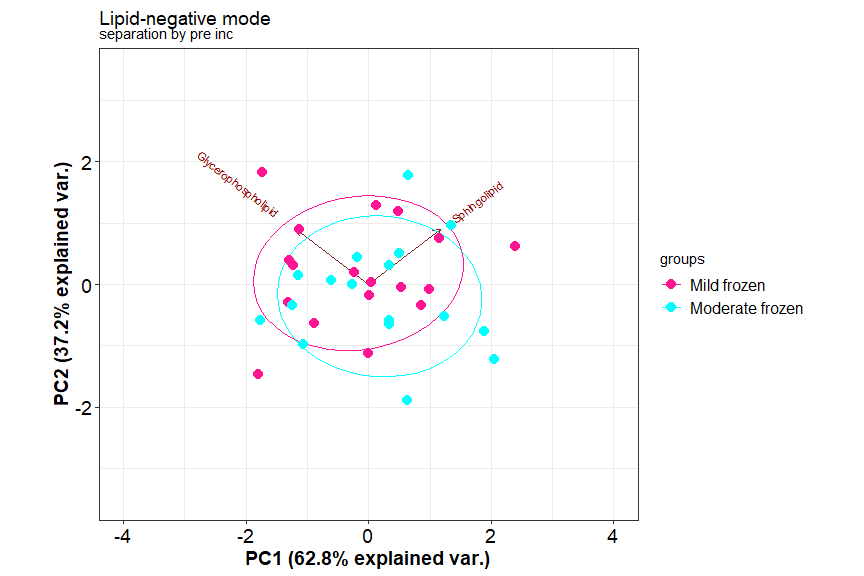 Lipid-negative mode
separation by pre inc
PC2 (37.2% explained var.)
2
0
-2
Glycerophospholipid
Sphingolipid
-4
-2
0
2
4
PC1 (62.8% explained var.)
groups
Mild frozen
Moderate frozen